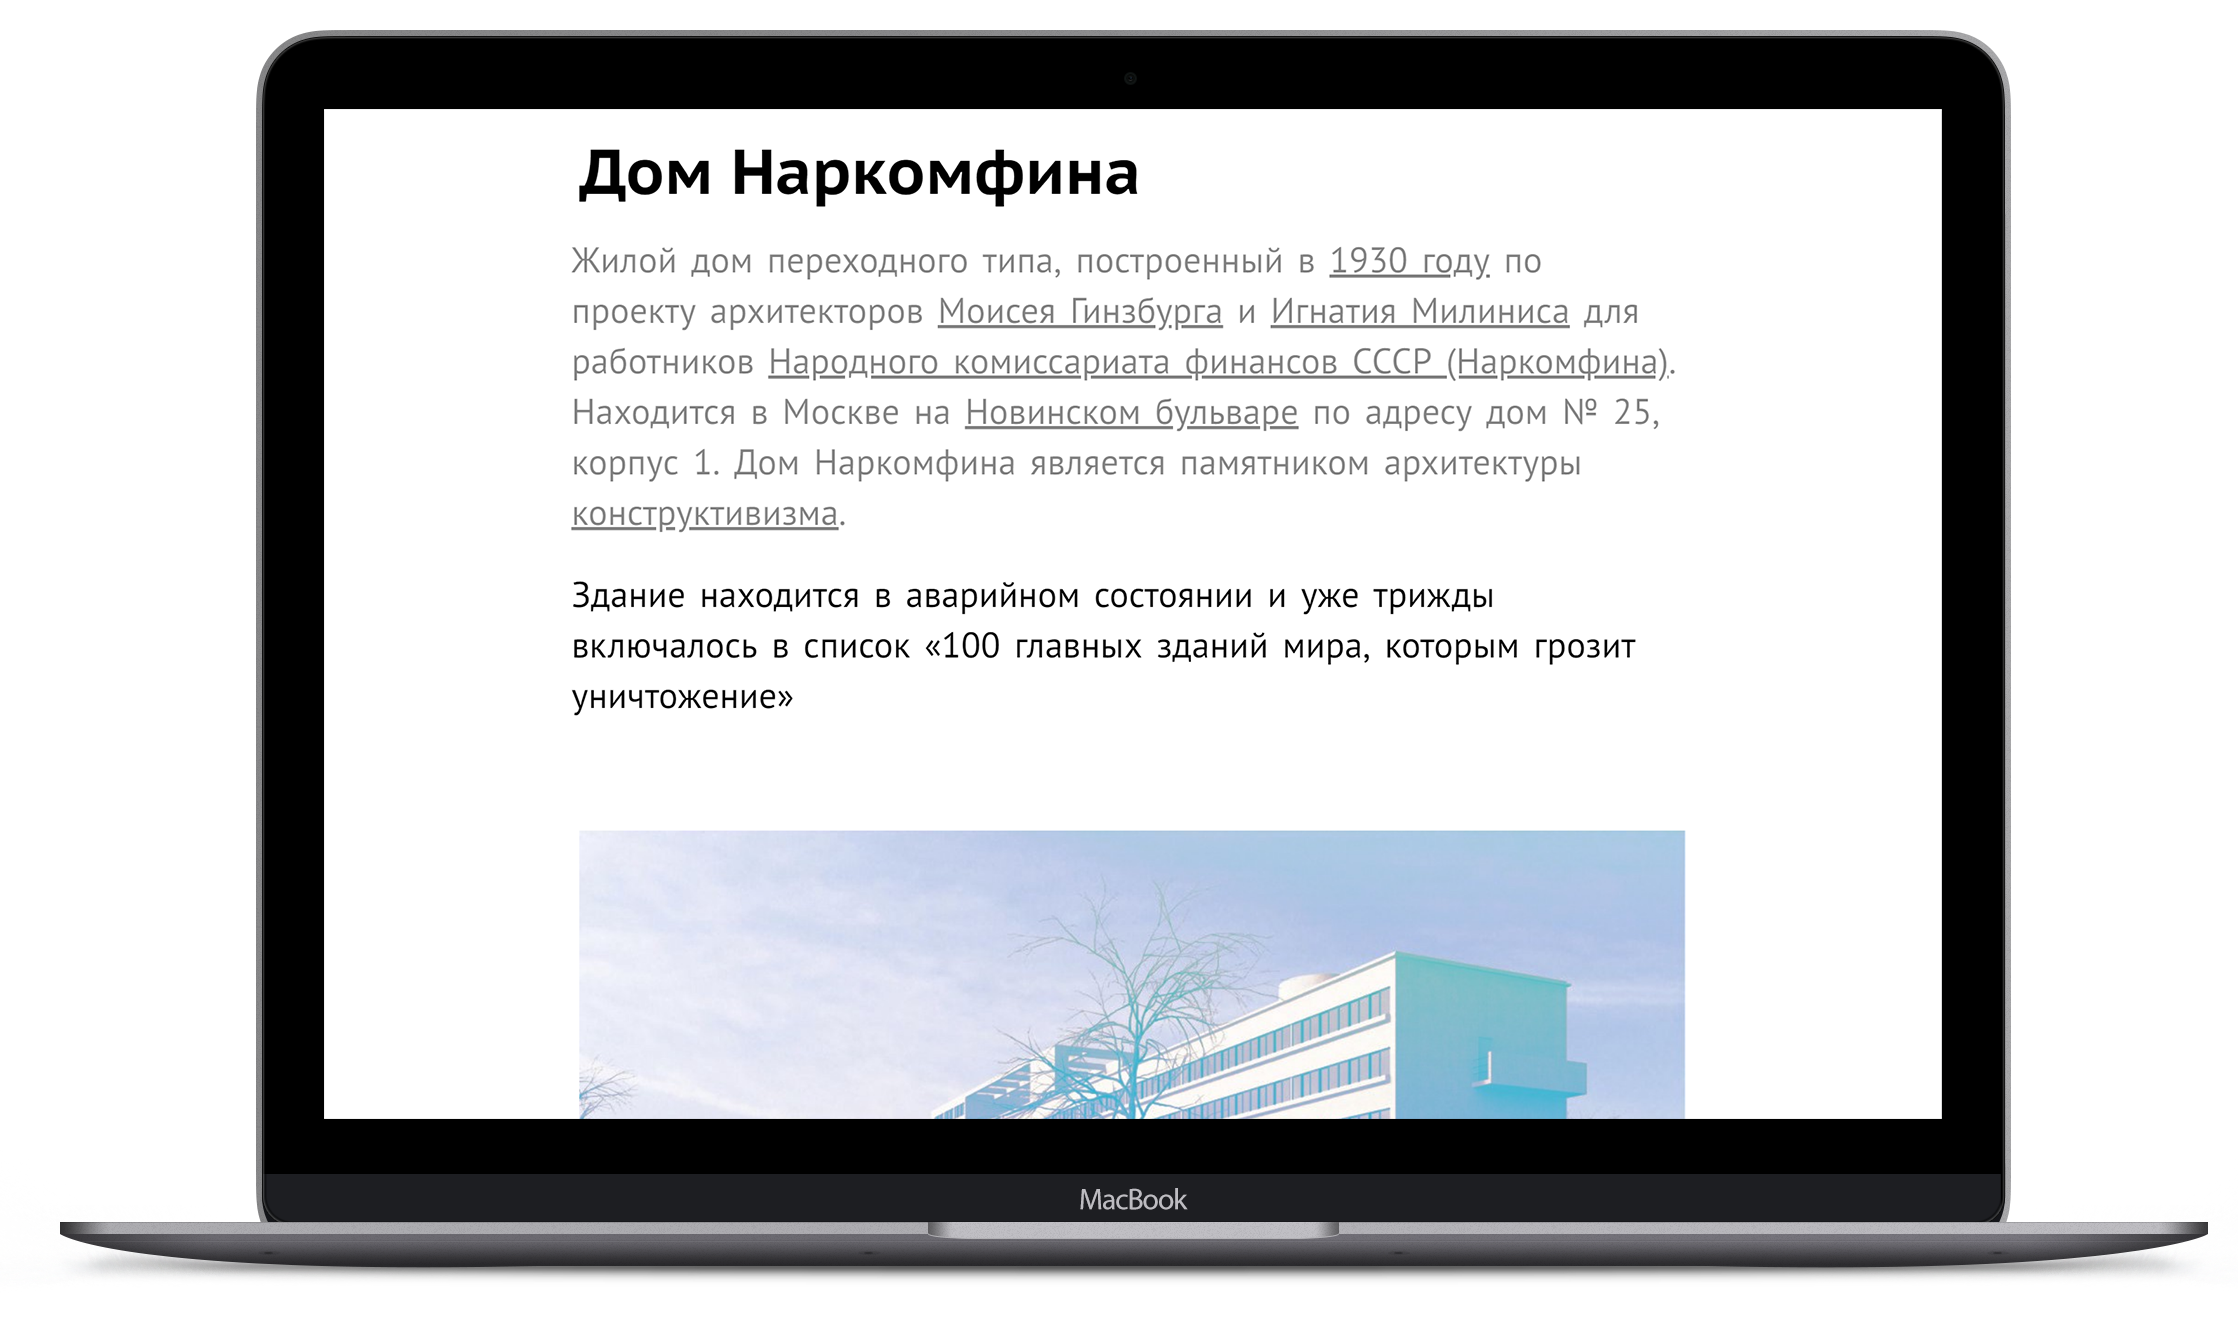 Дом Наркомфина
Жилой дом переходного типа, построенный в 1930 году по
проекту архитекторов Моисея Гинзбурга и Игнатия Милиниса для
работников Народного комиссариата финансов СССР (Наркомфина).
Находится в Москве на Новинском бульваре по адресу дом № 25,
корпус 1. Дом Наркомфина является памятником архитектуры
конструктивизма.
Здание находится в аварийном состоянии и уже трижды
включалось в список «100 главных зданий мира, которым грозит
уничтожение»
MacBook